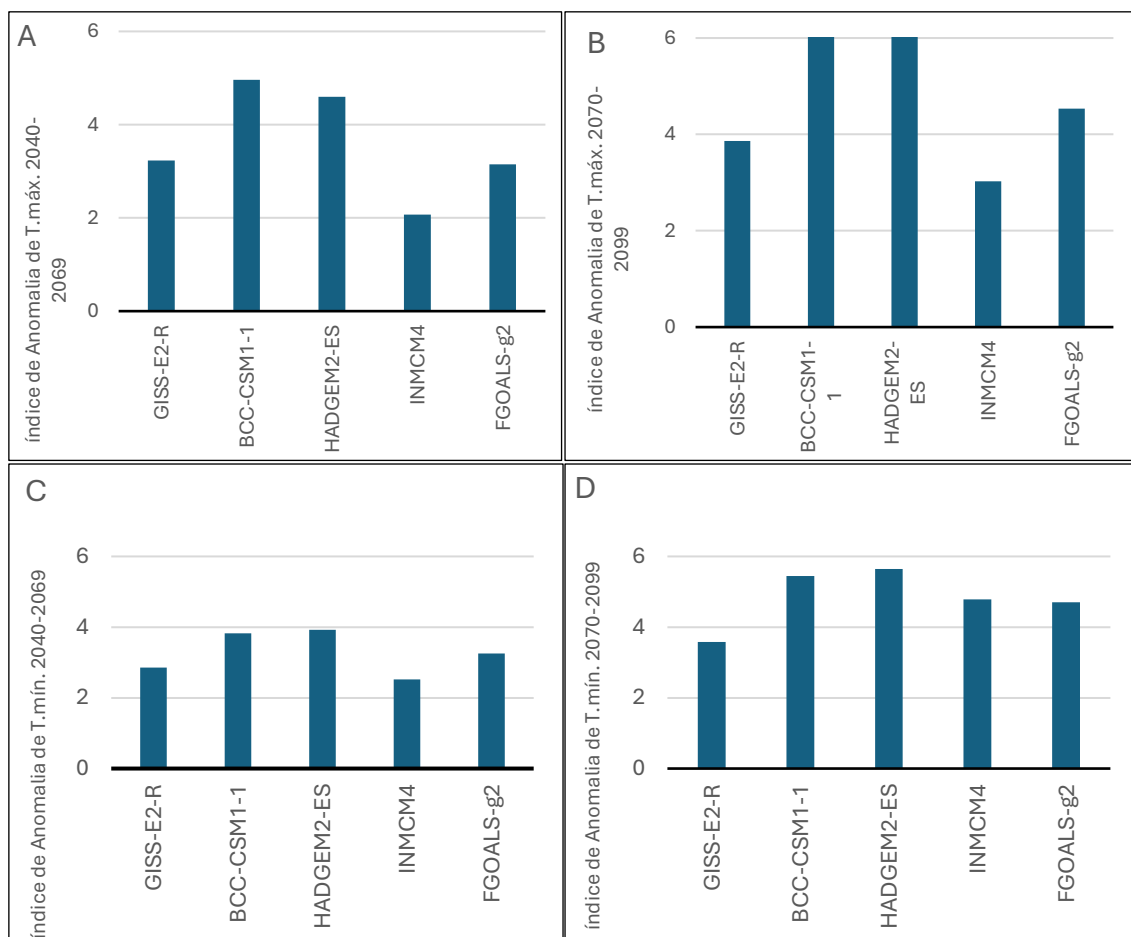 A
índice de Anomalia de T.máx. 2040-
2069
6
4
2
0
GISS-E2-R
BCC-CSM1-1
HADGEM2-ES
INMCM4
FGOALS-g2
B
índice de Anomalia de T.máx. 2070-
2099
6
4
2
0
GISS-E2-R
BCC-CSM1-
1
HADGEM2-
ES
INMCM4
FGOALS-g2
C
índice de Anomalia de T.mín. 2040-2069
6
4
2
0
GISS-E2-R
BCC-CSM1-1
HADGEM2-ES
INMCM4
FGOALS-g2
D
índice de Anomalia de T.mín. 2070-2099
6
4
2
0
GISS-E2-R
BCC-CSM1-1
HADGEM2-ES
INMCM4
FGOALS-g2